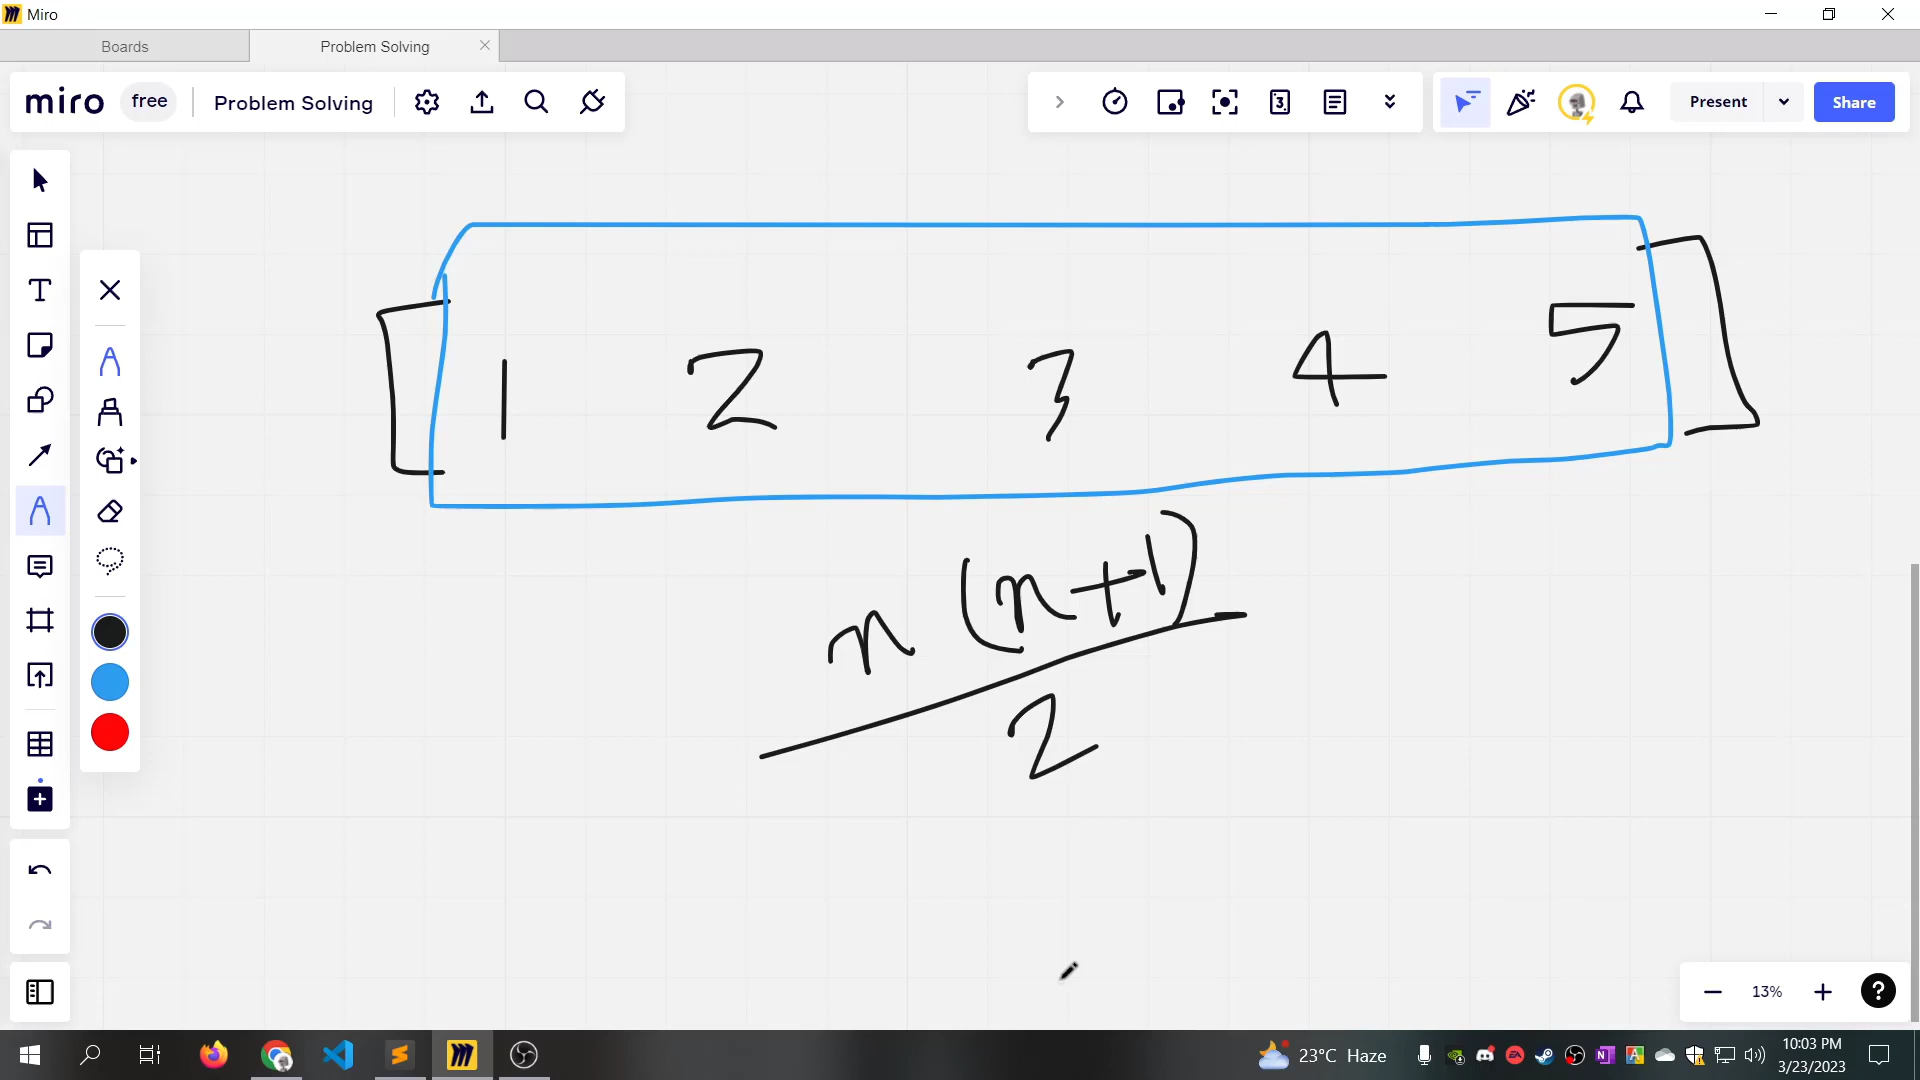 Miro
Boards
Problem Solving
miro
free
Problem Solving
3
Present
Share
T
[1 2 3 4 5]
n (n+1)
2
13%
?
23°C Haze
10:03 PM
3/23/2023